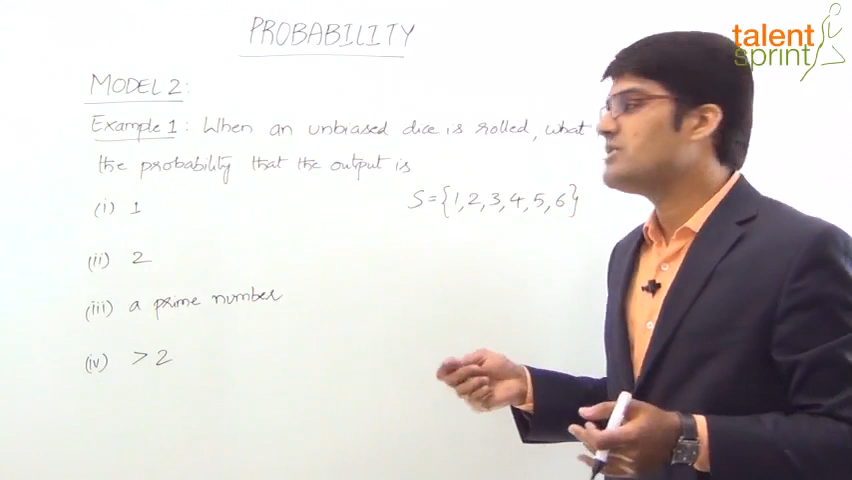 PROBABILITY
talent
sprint
MODEL 2:
Example 1: When an unbiased dice is rolled, what
the probability that the output is
(i) 1
S = {1,2,3,4,5,6}
(ii) 2
(iii) a prime number
(iv) > 2